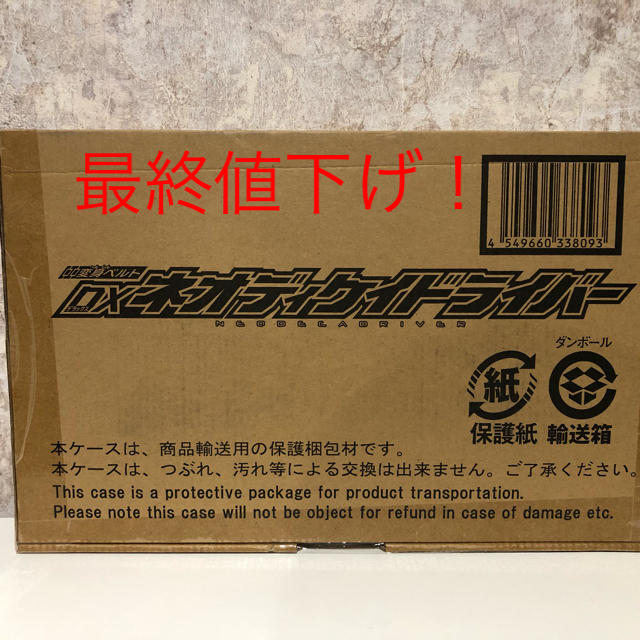 最終値下げ！
4 549660 338093
変身ベルト
DXネオディケイドライバー
デラックス
NEODECADRIVER
ダンボール
紙
保護紙 輸送箱
本ケースは、商品輸送用の保護梱包材です。
本ケースは、つぶれ、汚れ等による交換は出来ません。ご了承ください。
This case is a protective package for product transportation.
Please note this case will not be object for refund in case of damage etc.